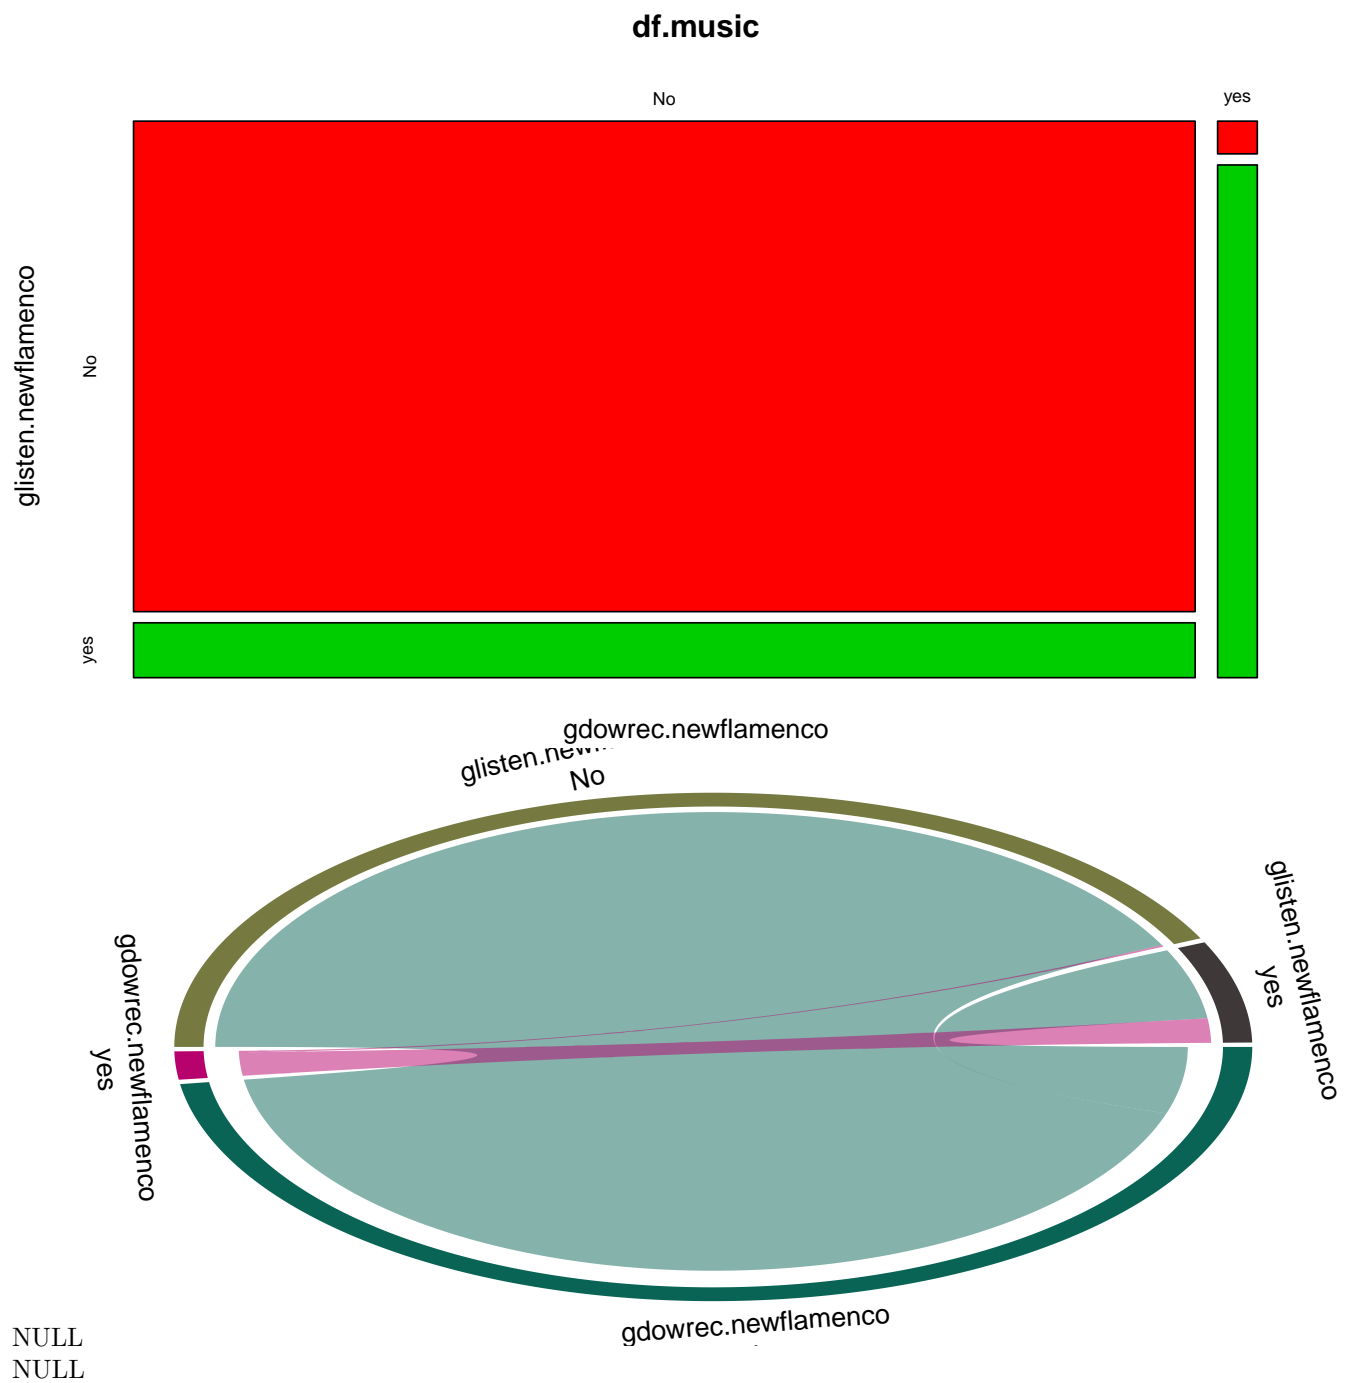 df.music
No
yes
glisten.newflamenco
No
yes
gdowrec.newflamenco
No
glisten.newflamenco
yes
gdowrec.newflamenco
yes
gdowrec.newflamenco
NULL
NULL